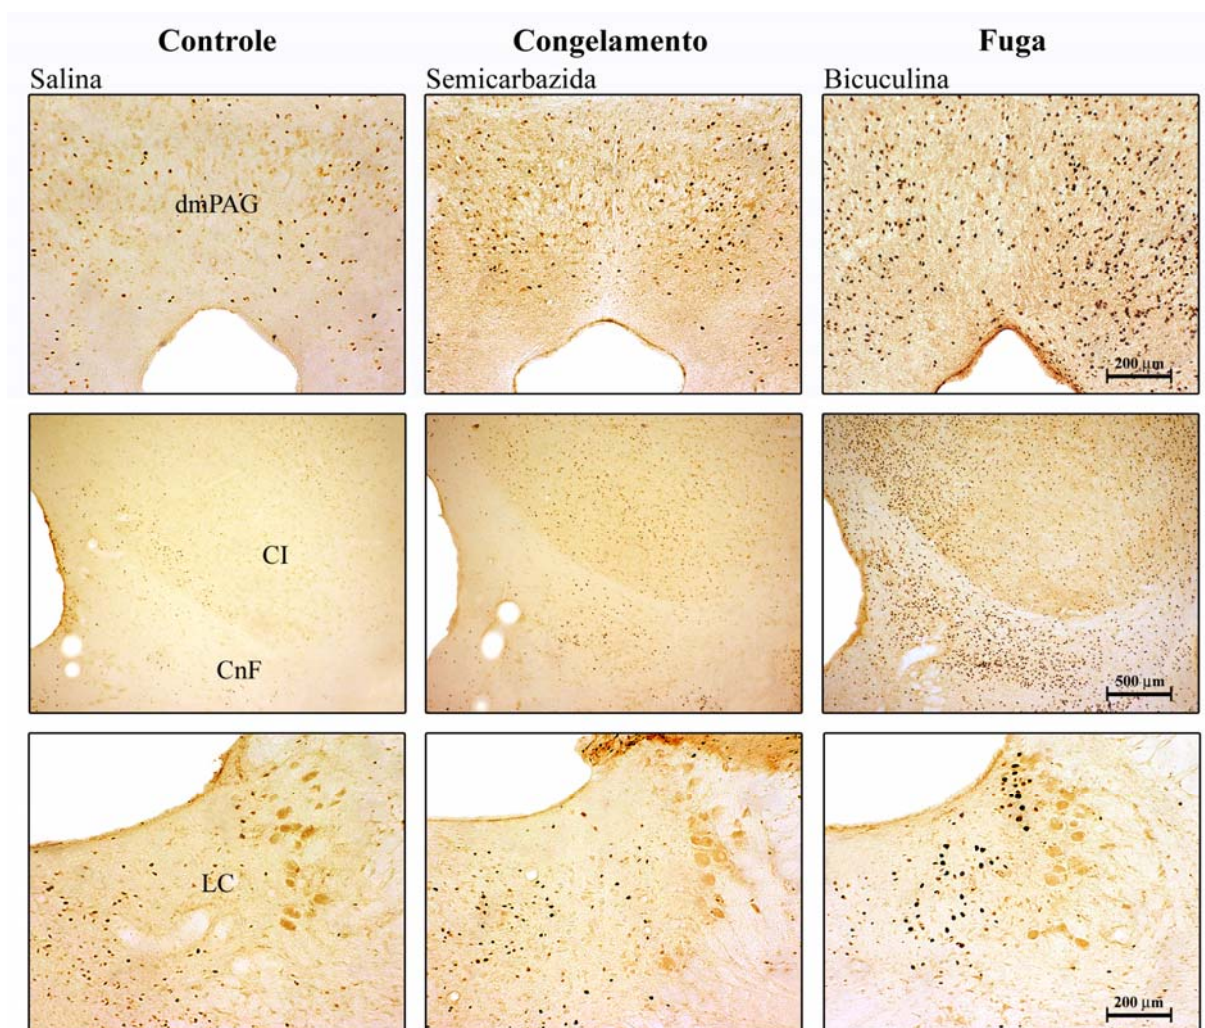 Controle Congelamento Fuga
Salina Semicarbazida Bicuculina
dmPAG
200 µm
CI
CnF
500 µm
LC
200 µm